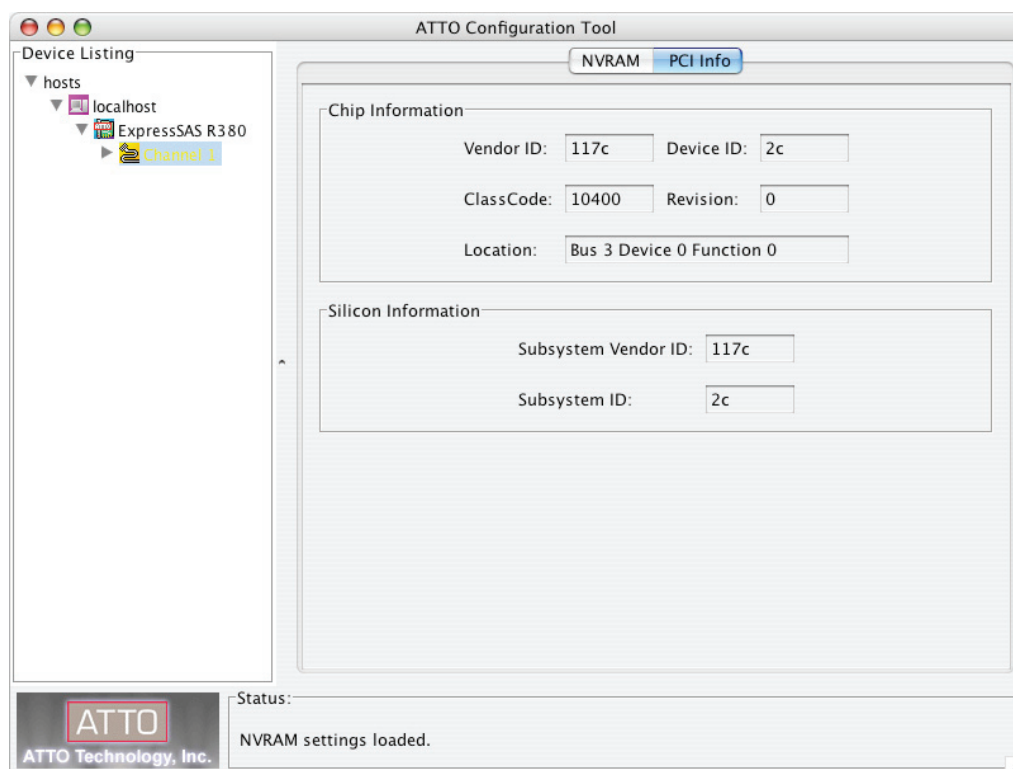 ATTO Configuration Tool
Device Listing
hosts
localhost
ExpressSAS R380
Channel 1
NVRAM
PCI Info
Chip Information
Vendor ID: 117c Device ID: 2c
ClassCode: 10400 Revision: 0
Location: Bus 3 Device 0 Function 0
Silicon Information
Subsystem Vendor ID: 117c
Subsystem ID: 2c
ATTO
ATTO Technology, Inc.
Status:
NVRAM settings loaded.